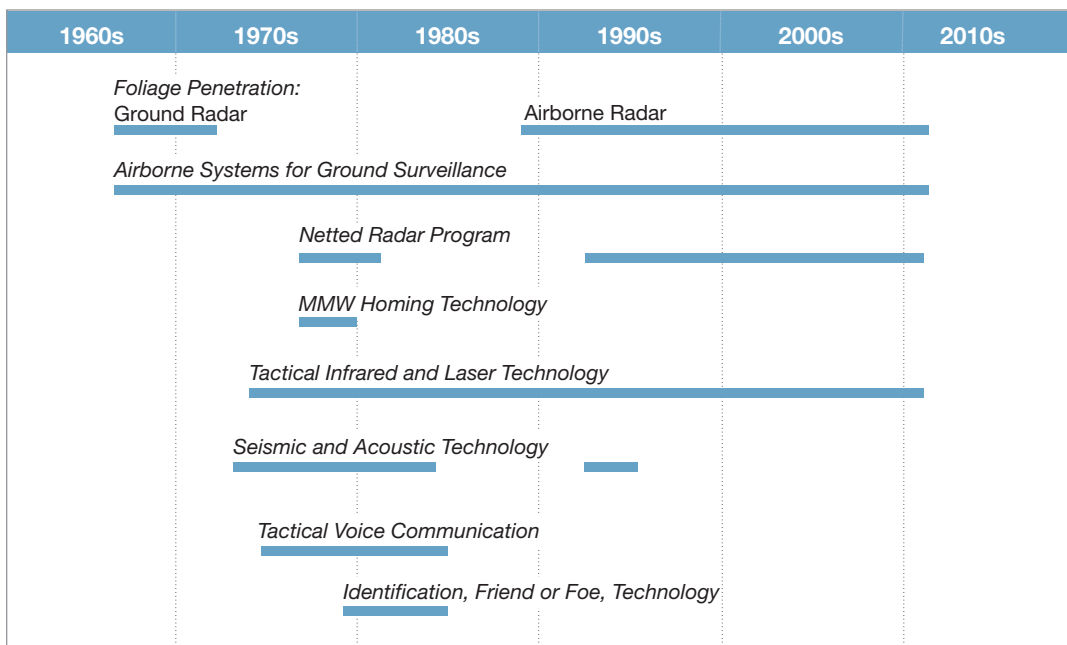 1960s 1970s 1980s 1990s 2000s 2010s
Foliage Penetration:
Ground Radar
Airborne Radar
Airborne Systems for Ground Surveillance
Netted Radar Program
MMW Homing Technology
Tactical Infrared and Laser Technology
Seismic and Acoustic Technology
Tactical Voice Communication
Identification, Friend or Foe, Technology